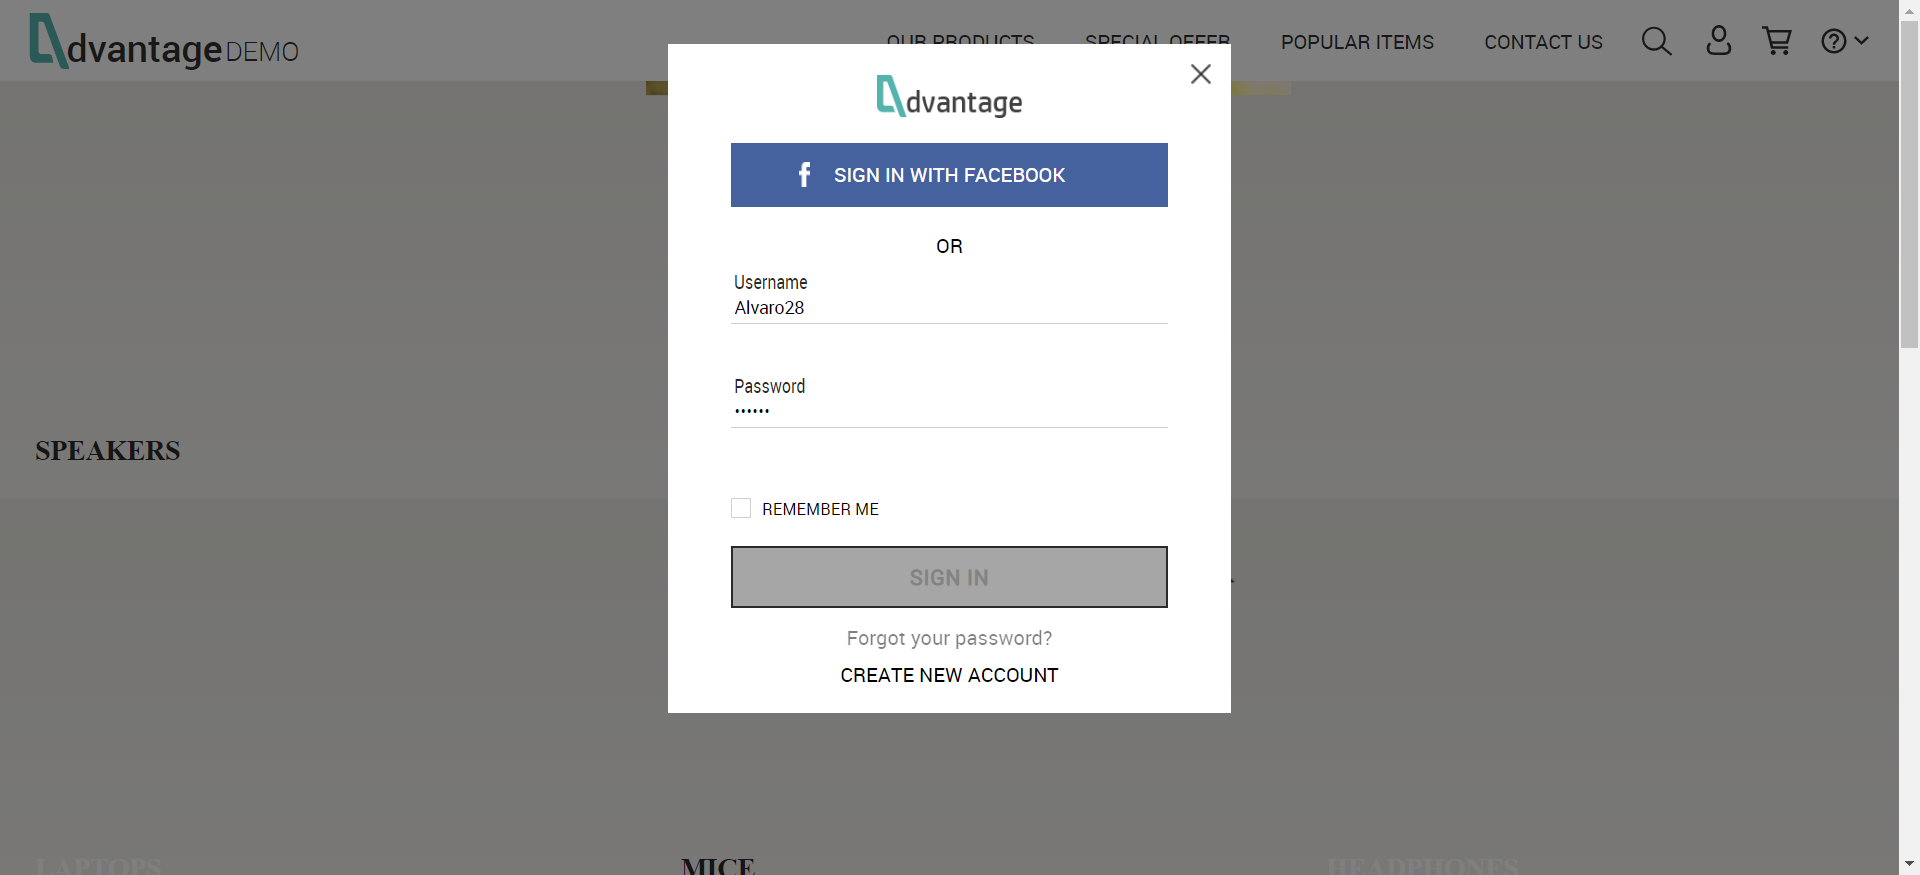 dvantage DEMO
OUR PRODUCTS SPECIAL OFFER POPULAR ITEMS CONTACT US
dvantage
SIGN IN WITH FACEBOOK
OR
Username
Alvaro28
Password
••••••
SPEAKERS
REMEMBER ME
SIGN IN
Forgot your password?
CREATE NEW ACCOUNT
LAPTOPS MICE HEADPHONES